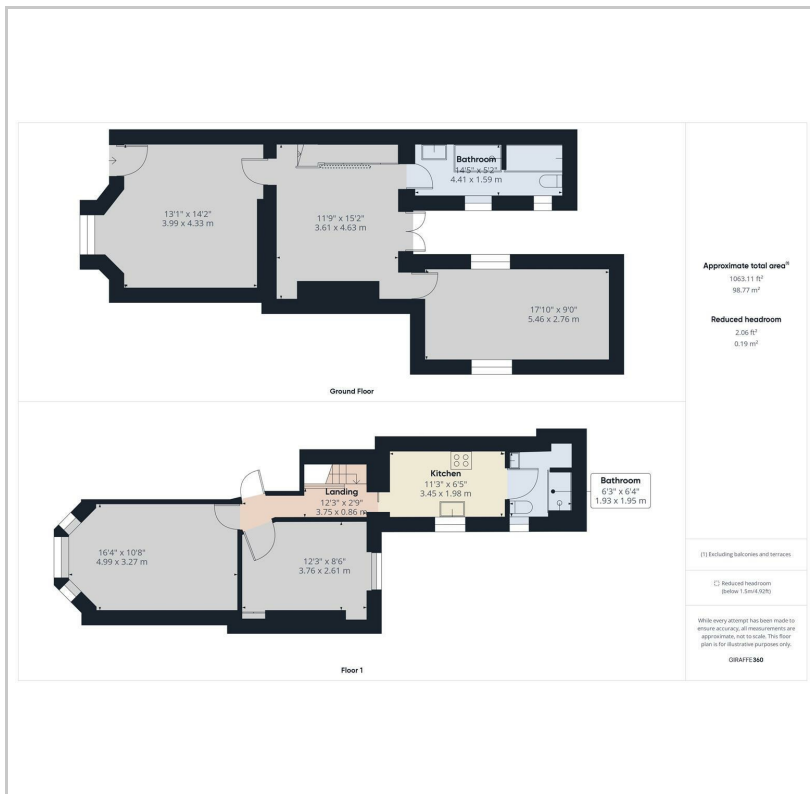 Bathroom
14'5" x 5'2"
4.41 x 1.59 m
13'1" x 14'2"
3.99 x 4.33 m
11'9" x 15'2"
3.61 x 4.63 m
17'10" x 9'0"
5.46 x 2.76 m
Ground Floor
Approximate total area⁽¹⁾
1063.11 ft²
98.77 m²
Reduced headroom
2.06 ft²
0.19 m²
Kitchen
11'3" x 6'5"
3.45 x 1.98 m
Landing
12'3" x 2'9"
3.75 x 0.86 m
Bathroom
6'3" x 6'4"
1.93 x 1.95 m
16'4" x 10'8"
4.99 x 3.27 m
12'3" x 8'6"
3.76 x 2.61 m
Floor 1
(1) Excluding balconies and terraces
Reduced headroom
(below 1.5m/4.92ft)
While every attempt has been made to
ensure accuracy, all measurements are
approximate, not to scale. This floor
plan is for illustrative purposes only.
GIRAFFE360